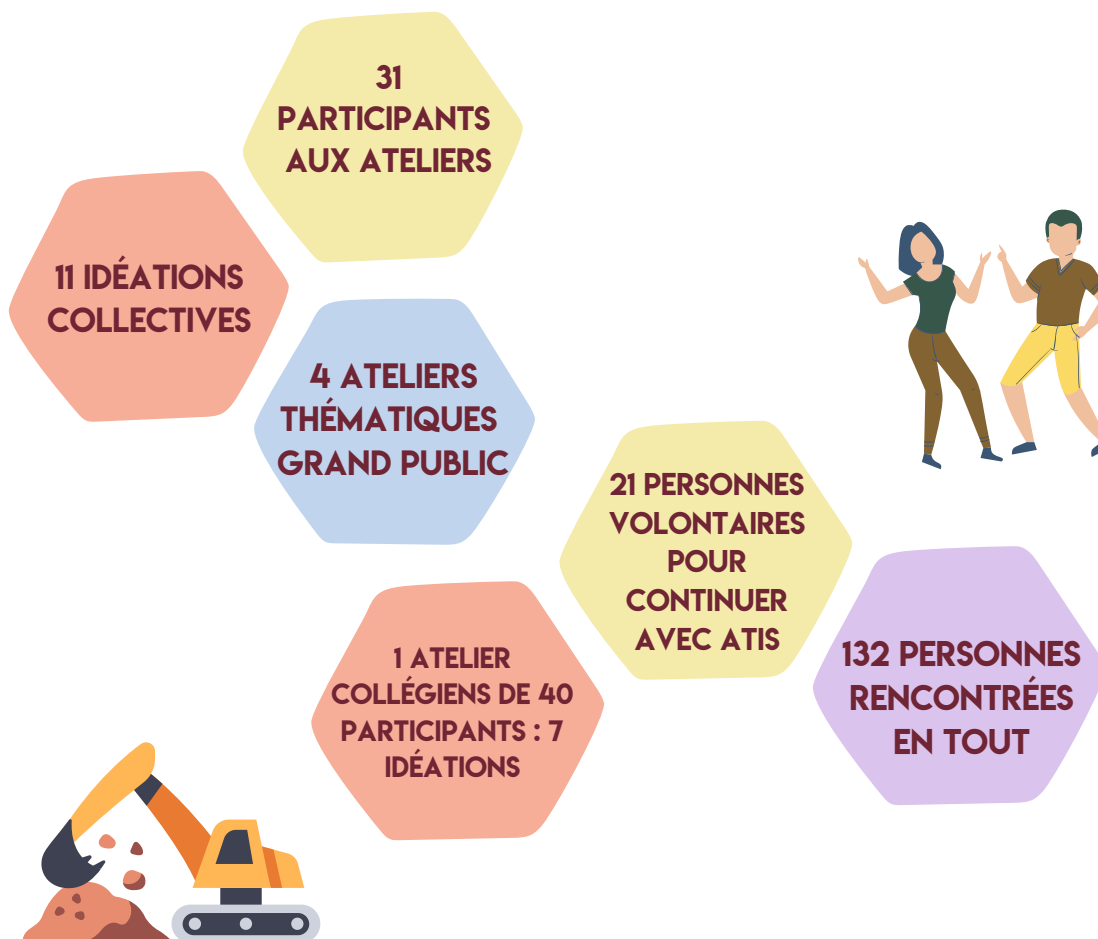 31
PARTICIPANTS
AUX ATELIERS
11 IDÉATIONS
COLLECTIVES
4 ATELIERS
THÉMATIQUES
GRAND PUBLIC
21 PERSONNES
VOLONTAIRES
POUR
CONTINUER
AVEC ATIS
1 ATELIER
COLLÉGIENS DE 40
PARTICIPANTS : 7
IDÉATIONS
132 PERSONNES
RENCONTRÉES
EN TOUT